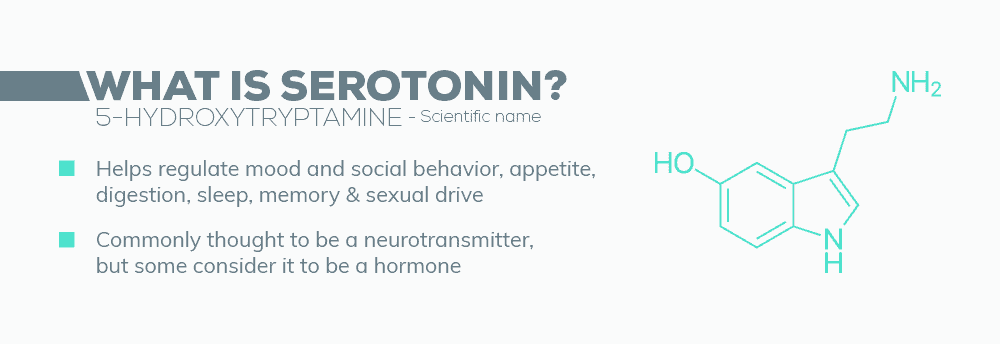 WHAT IS SEROTONIN?
5-HYDROXYTRYPTAMINE - Scientific name
Helps regulate mood and social behavior, appetite,
digestion, sleep, memory & sexual drive
Commonly thought to be a neurotransmitter,
but some consider it to be a hormone
NH₂
HO
N
H